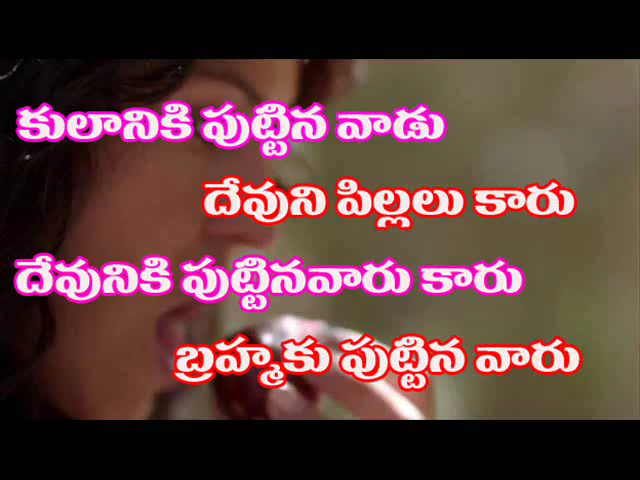 కులానికి పుట్టిన వాడు
దేవుని పిల్లలు కారు
దేవునికి పుట్టినవారు కారు
బ్రహ్మకు పుట్టిన వారు